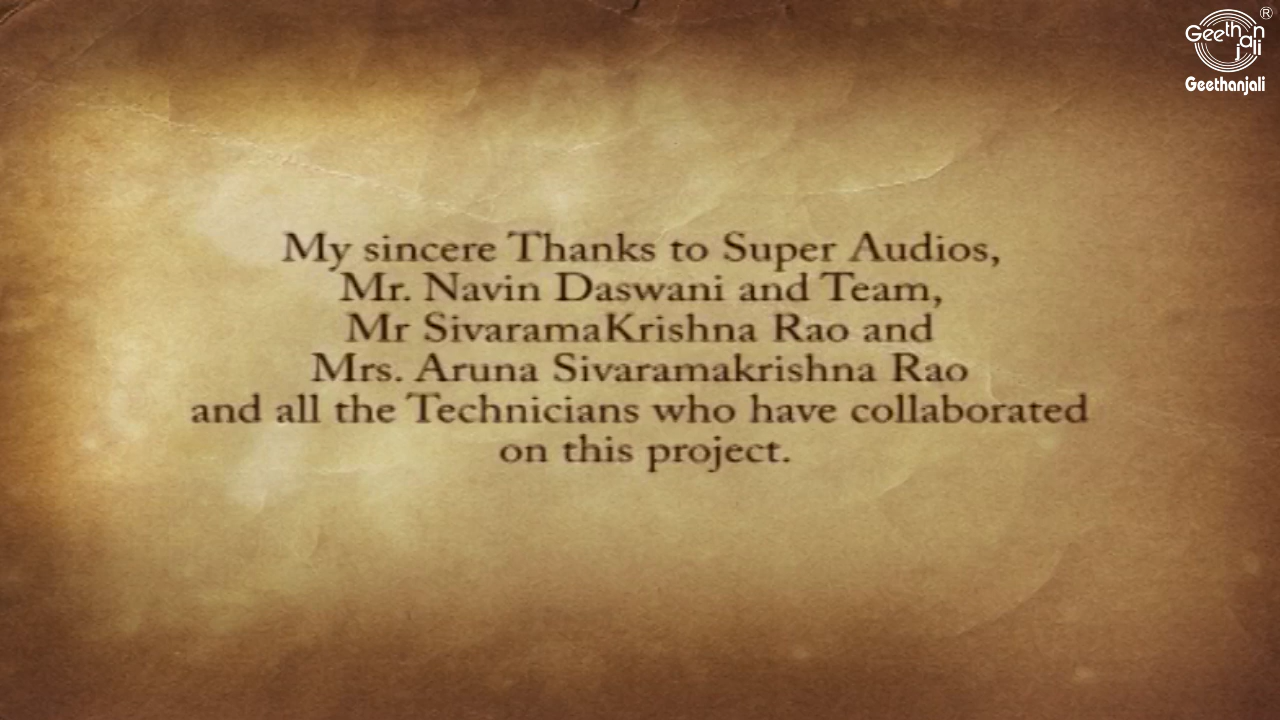 Geethanjali
®
Geethanjali
My sincere Thanks to Super Audios,
Mr. Navin Daswani and Team,
Mr SivaramaKrishna Rao and
Mrs. Aruna Sivaramakrishna Rao
and all the Technicians who have collaborated
on this project.